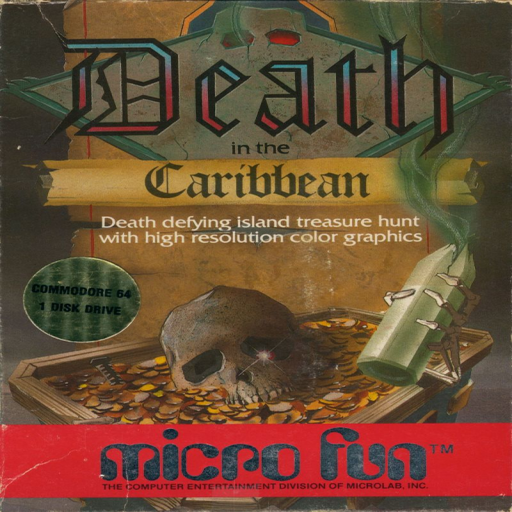 Death
in the
Caribbean
Death defying island treasure hunt
with high resolution color graphics
COMMODORE 64
1 DISK DRIVE
micro fun™
THE COMPUTER ENTERTAINMENT DIVISION OF MICROLAB, INC.